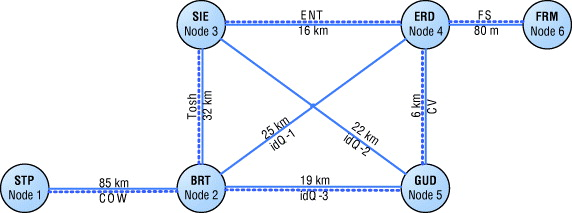 SIE
Node 3
ENT
16 km
ERD
Node 4
FS
80 m
FRM
Node 6
Tosh
32 km
25 km
idQ-1
22 km
idQ-2
6 km
CV
STP
Node 1
85 km
COW
BRT
Node 2
19 km
idQ-3
GUD
Node 5